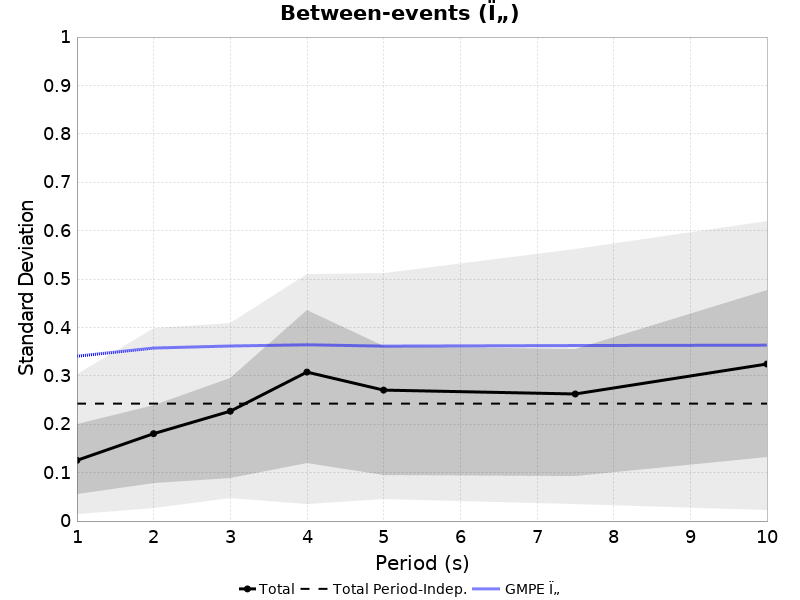 Between-events (Ï„)
1
0.9
0.8
0.7
0.6
0.5
0.4
0.3
0.2
0.1
0
Standard Deviation
1 2 3 4 5 6 7 8 9 10
Period (s)
Total Total Period-Indep. GMPE Ï„